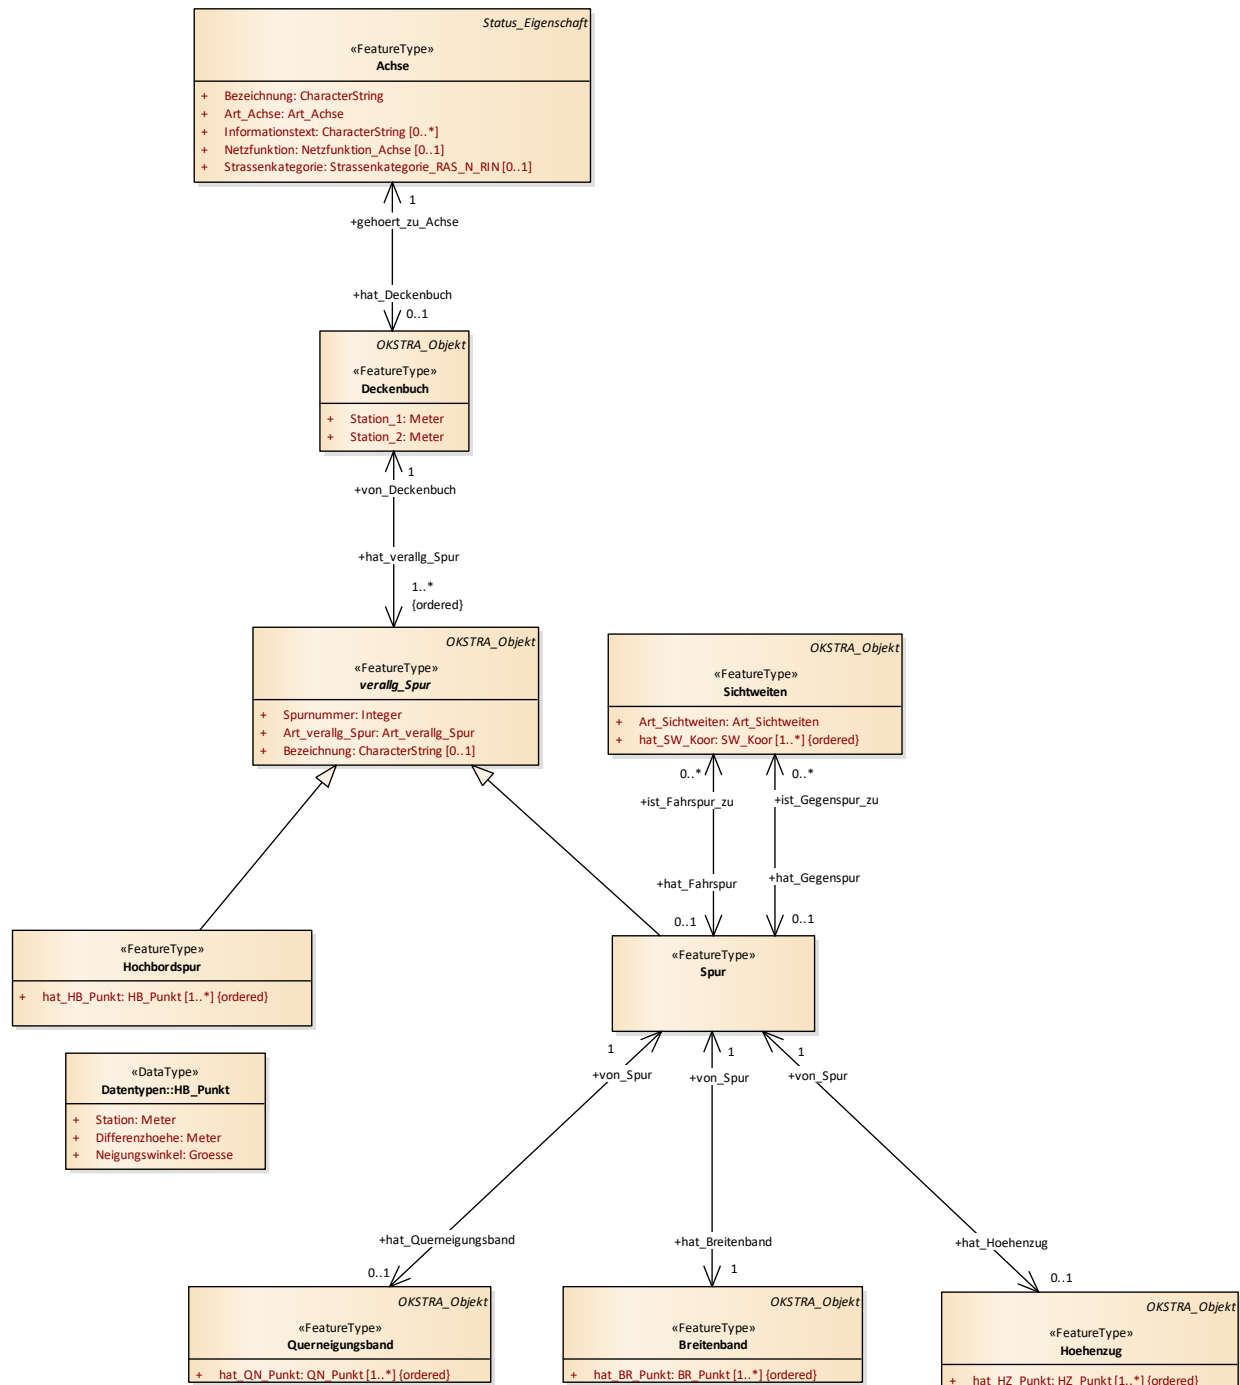 Status_Eigenschaft
«FeatureType»
Achse
+ Bezeichnung: CharacterString
+ Art_Achse: Art_Achse
+ Informationstext: CharacterString [0..*]
+ Netzfunktion: Netzfunktion_Achse [0..1]
+ Strassenkategorie: Strassenkategorie_RAS_N_RIN [0..1]
1
+gehoert_zu_Achse
+hat_Deckenbuch
0..1
OKSTRA_Objekt
«FeatureType»
Deckenbuch
+ Station_1: Meter
+ Station_2: Meter
1
+von_Deckenbuch
+hat_verallg_Spur
1..*
{ordered}
OKSTRA_Objekt
«FeatureType»
verallg_Spur
+ Spurnummer: Integer
+ Art_verallg_Spur: Art_verallg_Spur
+ Bezeichnung: CharacterString [0..1]
OKSTRA_Objekt
«FeatureType»
Sichtweiten
+ Art_Sichtweiten: Art_Sichtweiten
+ hat_SW_Koor: SW_Koor [1..*] {ordered}
0..* 0..*
+ist_Fahrspur_zu +ist_Gegenspur_zu
+hat_Fahrspur +hat_Gegenspur
0..1 0..1
«FeatureType»
Hochbordspur
+ hat_HB_Punkt: HB_Punkt [1..*] {ordered}
«FeatureType»
Spur
«DataType»
Datentypen::HB_Punkt
+ Station: Meter
+ Differenzhoehe: Meter
+ Neigungswinkel: Groesse
1 1 1
+von_Spur +von_Spur +von_Spur
+hat_Querneigungsband +hat_Breitenband +hat_Hoehenzug
0..1 1 0..1
OKSTRA_Objekt
«FeatureType»
Querneigungsband
+ hat_QN_Punkt: QN_Punkt [1..*] {ordered}
OKSTRA_Objekt
«FeatureType»
Breitenband
+ hat_BR_Punkt: BR_Punkt [1..*] {ordered}
OKSTRA_Objekt
«FeatureType»
Hoehenzug
+ hat_HZ_Punkt: HZ_Punkt [1..*] {ordered}